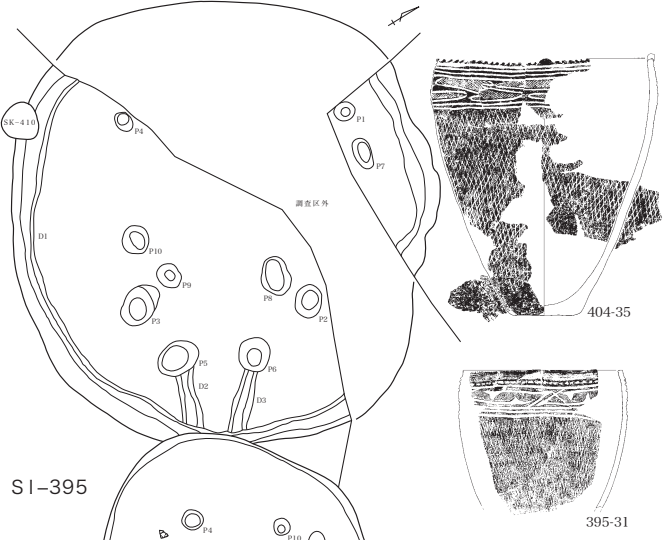 SK-410
P4
P1
P7
調査区外
D1
P10
P9
P8
P3
P2
P5
P6
D2
D3
404-35
SI-395
395-31
P4
P10